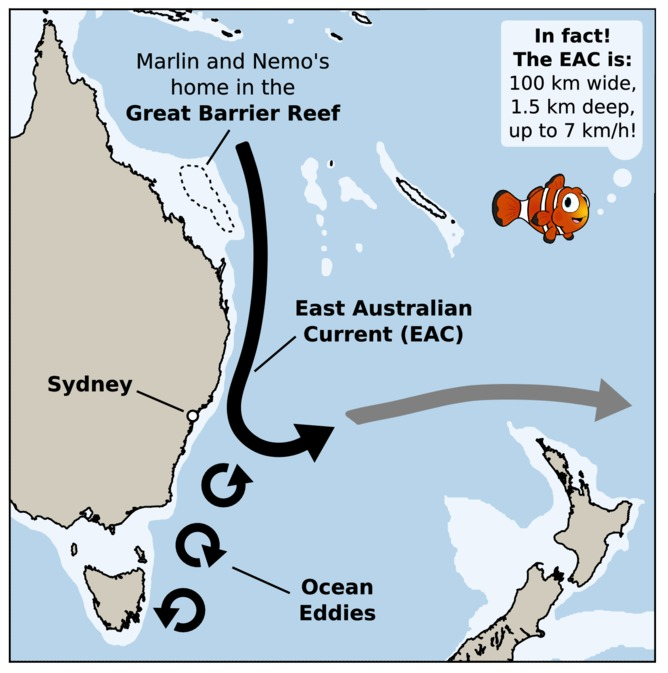 In fact!
The EAC is:
100 km wide,
1.5 km deep,
up to 7 km/h!
Marlin and Nemo's
home in the
Great Barrier Reef
East Australian
Current (EAC)
Sydney
Ocean
Eddies